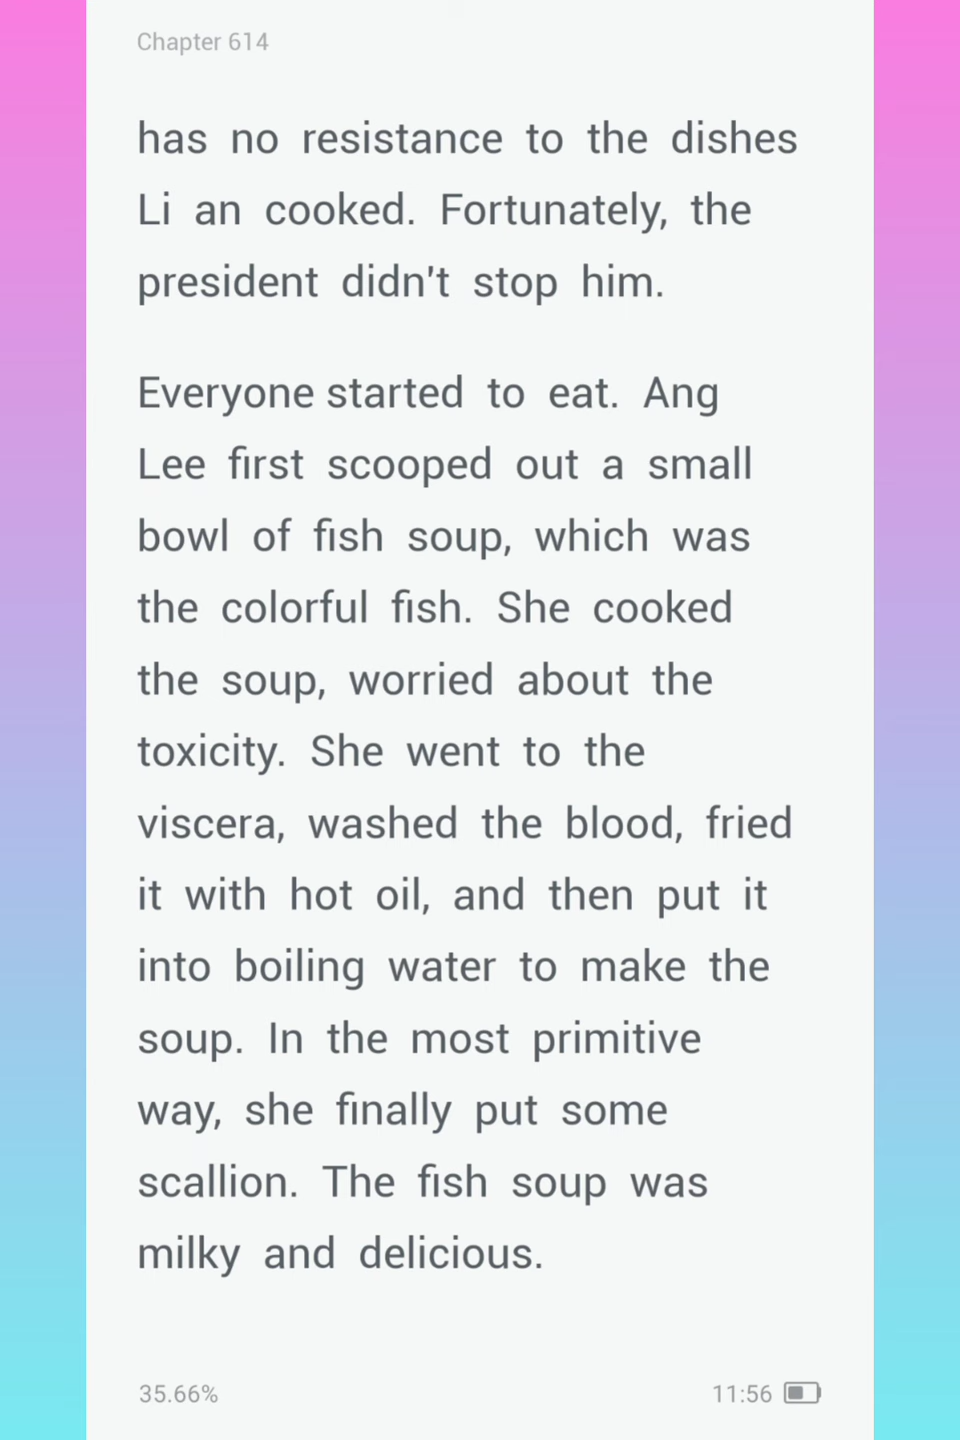 Chapter 614
has no resistance to the dishes
Li an cooked. Fortunately, the
president didn't stop him.
Everyone started to eat. Ang
Lee first scooped out a small
bowl of fish soup, which was
the colorful fish. She cooked
the soup, worried about the
toxicity. She went to the
viscera, washed the blood, fried
it with hot oil, and then put it
into boiling water to make the
soup. In the most primitive
way, she finally put some
scallion. The fish soup was
milky and delicious.
35.66% 11:56